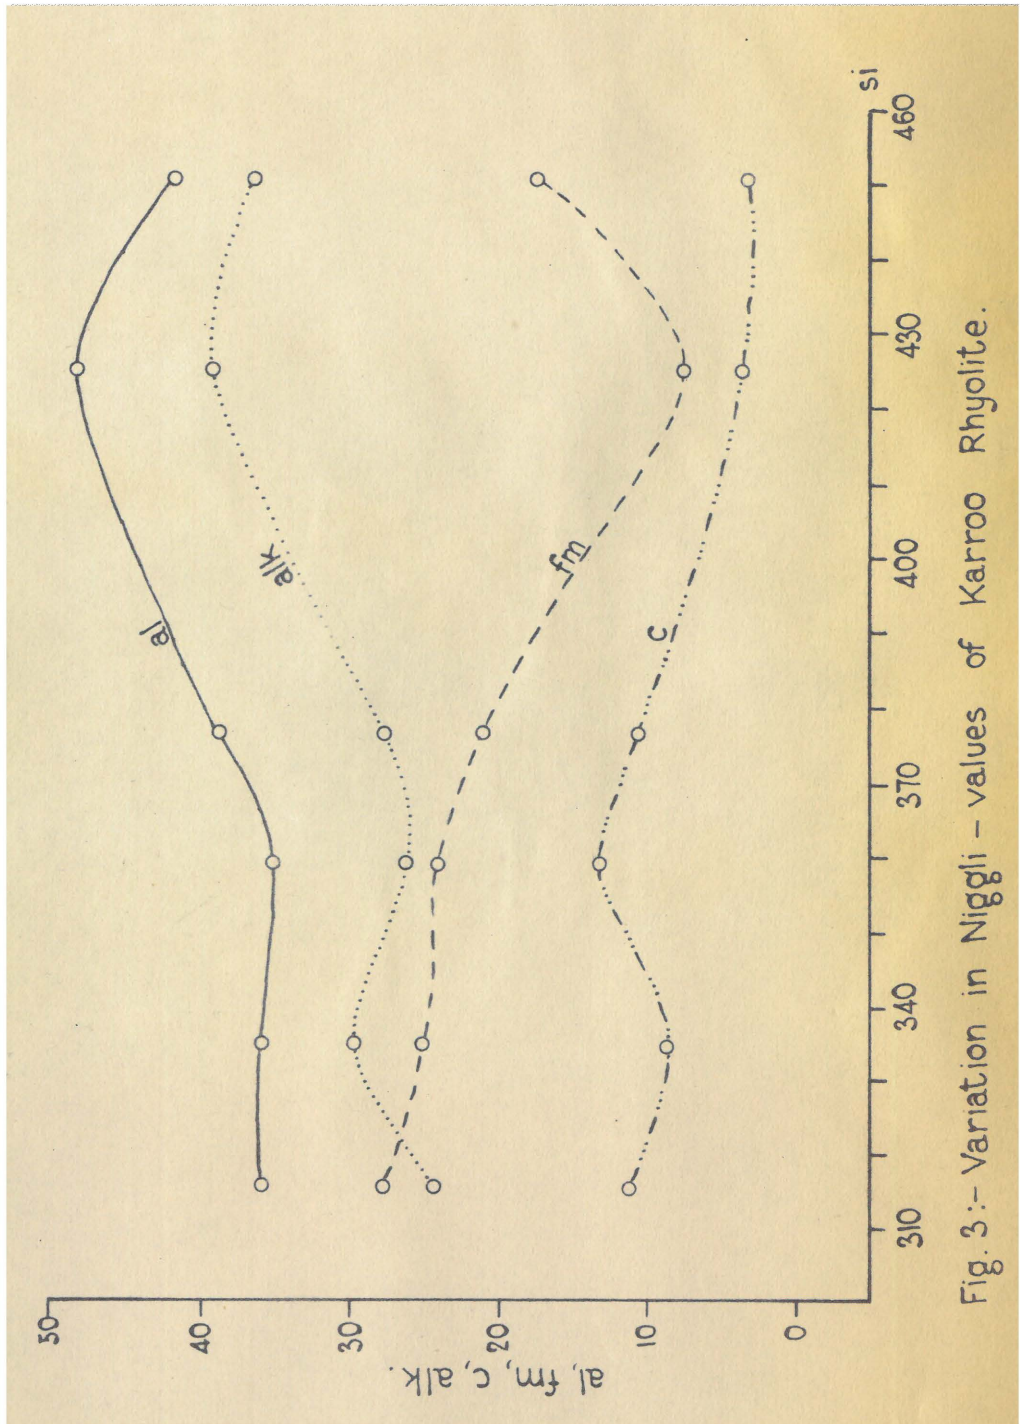 50
40
30
20
10
0
al, fm, c, alk.
al
alk
fm
c
310
340
370
400
430
460
si
Fig. 3 :– Variation in Niggli – values of Karroo Rhyolite.